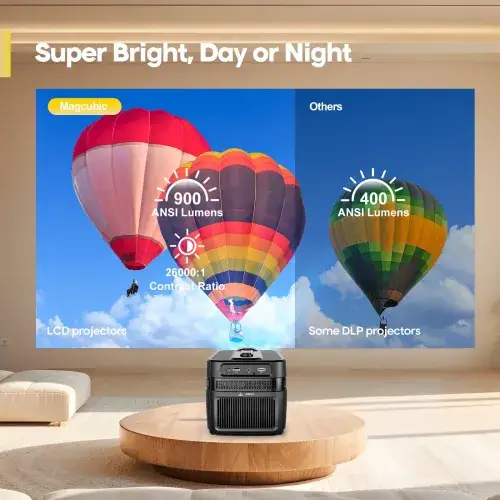 Super Bright, Day or Night
Magcubic
Others
900
ANSI Lumens
400
ANSI Lumens
26000:1
Contrast Ratio
LCD projectors
Some DLP projectors